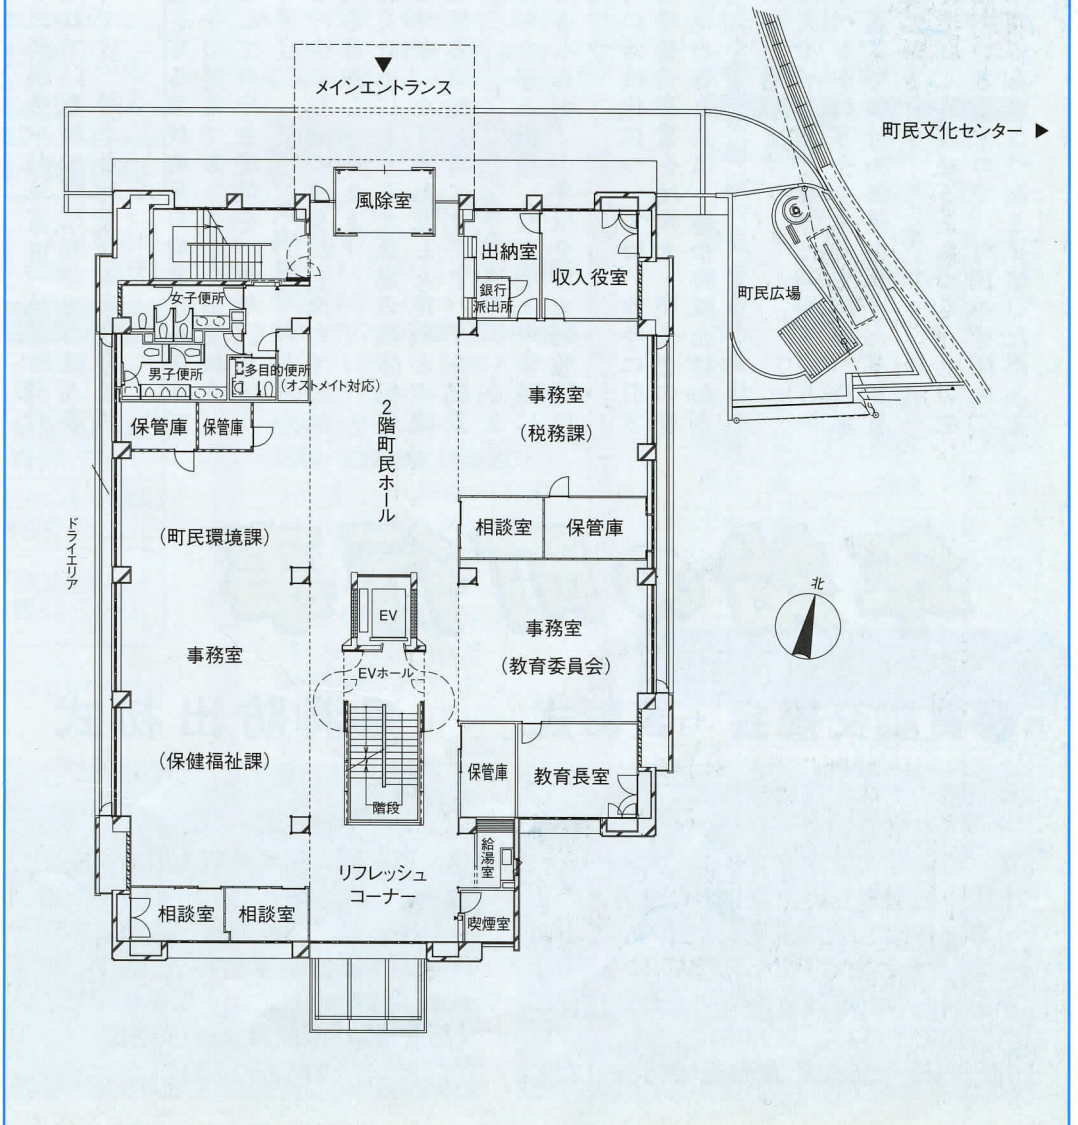 メインエントランス
町民文化センター ▶
風除室
出納室
銀行
派出所
収入役室
町民広場
女子便所
男子便所
多目的便所
(オストメイト対応)
保管庫
保管庫
2階町民ホール
事務室
(税務課)
相談室
保管庫
(町民環境課)
ドライエリア
EV
EVホール
事務室
(教育委員会)
北
事務室
(保健福祉課)
保管庫
教育長室
階段
給湯室
リフレッシュ
コーナー
相談室
相談室
喫煙室